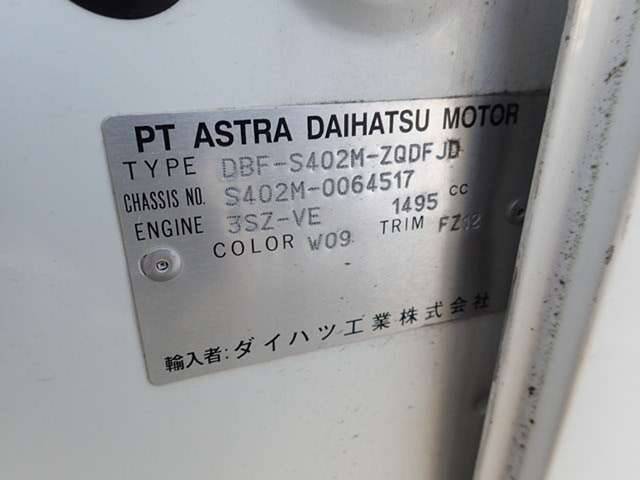 PT ASTRA DAIHATSU MOTOR
TYPE DBF-S402M-ZQDFJD
CHASSIS NO. S402M-0064517
ENGINE 3SZ-VE 1495 cc
COLOR W09 TRIM FZ12
輸入者:ダイハツ工業株式会社